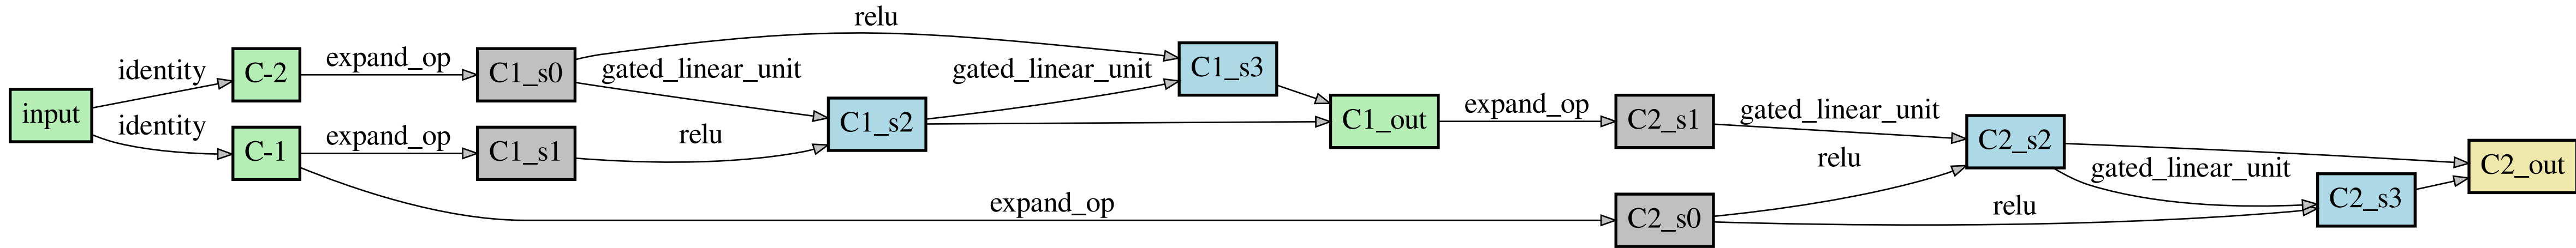 relu
identity
C-2
expand_op
C1_s0
gated_linear_unit
gated_linear_unit
C1_s3
input
identity
C-1
expand_op
C1_s1
relu
C1_s2
C1_out
expand_op
C2_s1
gated_linear_unit
relu
C2_s2
gated_linear_unit
C2_out
expand_op
C2_s0
relu
C2_s3